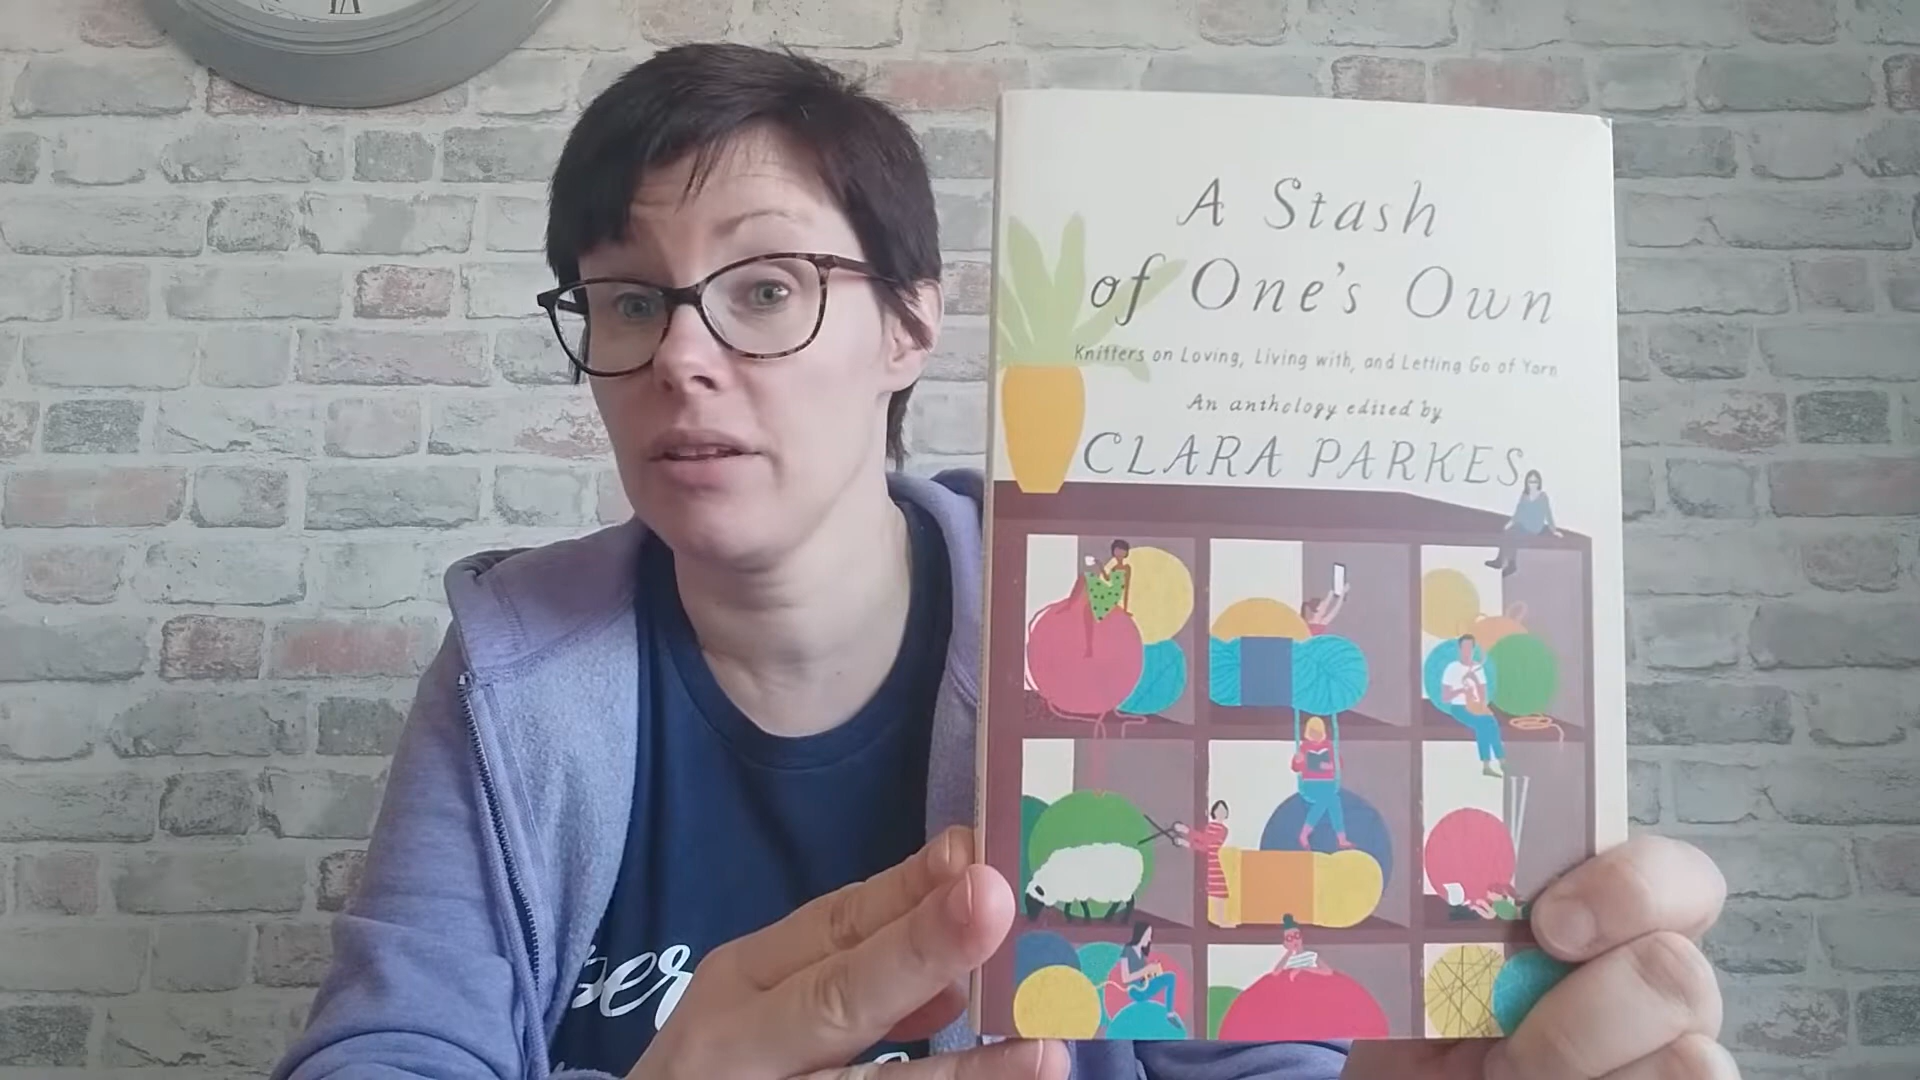 VI
A Stash
of One's Own
Knitters on Loving, Living with, and Letting Go of Yarn
An anthology edited by
CLARA PARKES